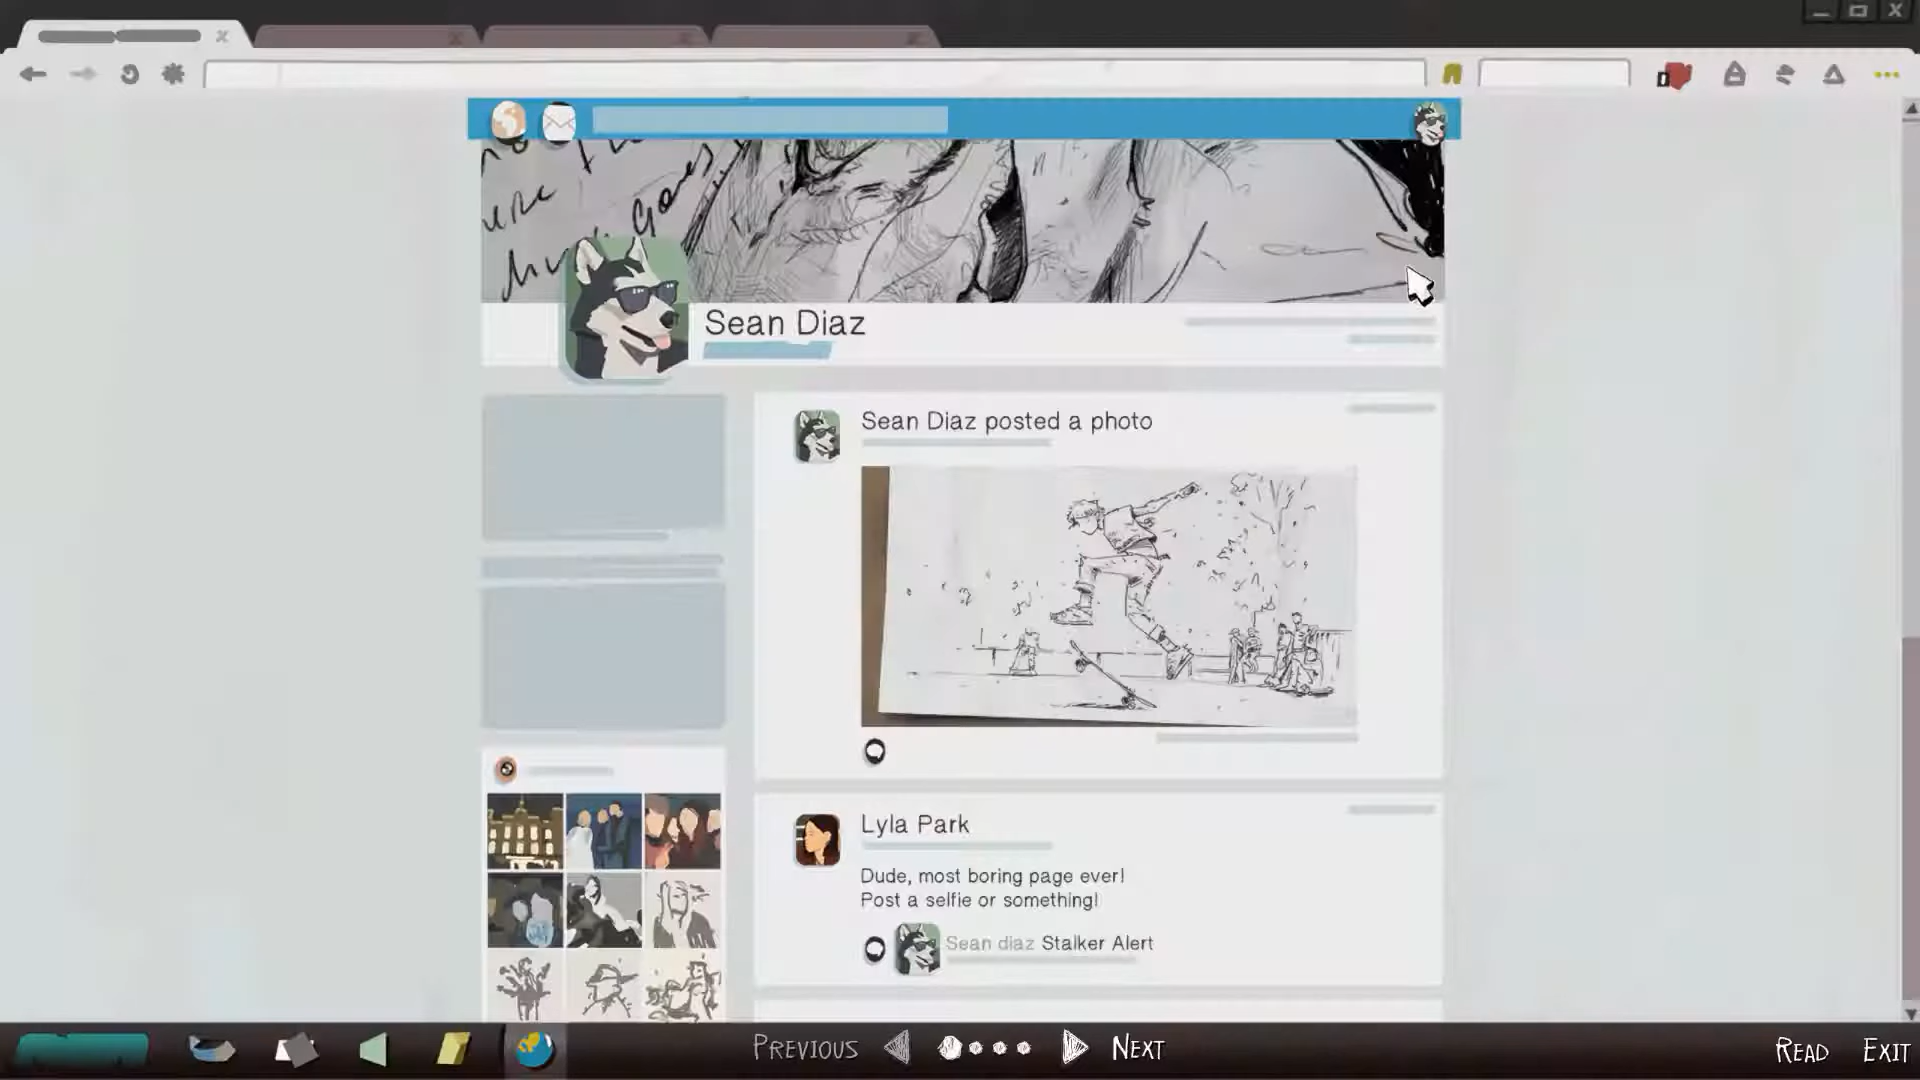 Sean Diaz
Sean Diaz posted a photo
Lyla Park
Dude, most boring page ever!
Post a selfie or something!
Sean diaz Stalker Alert
PREVIOUS
NEXT
READ
EXIT